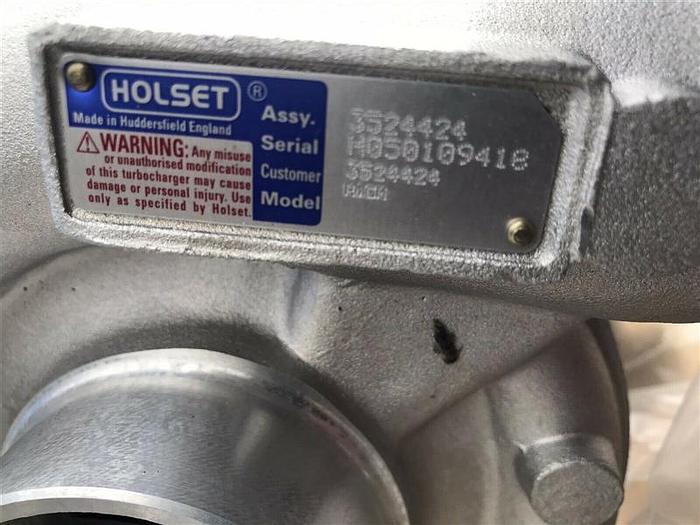 HOLSET ®
Made in Huddersfield England
WARNING: Any misuse
or unauthorised modification
of this turbocharger may cause
damage or personal injury. Use
only as specified by Holset.
Assy. 3524424
Serial M050109418
Customer 3524424
Model